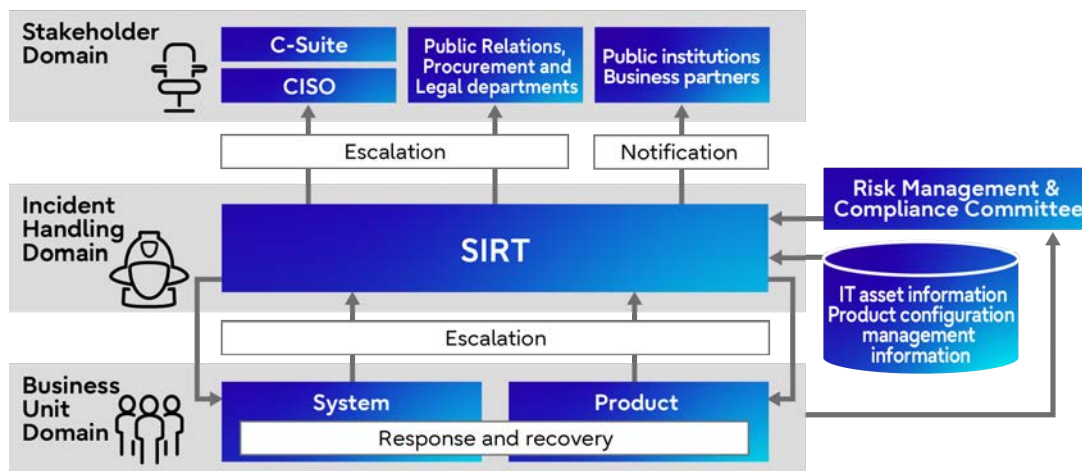 Stakeholder
Domain
C-Suite
CISO
Public Relations,
Procurement and
Legal departments
Public institutions
Business partners
Escalation
Notification
Incident
Handling
Domain
SIRT
Risk Management &
Compliance Committee
IT asset information
Product configuration
management
information
Escalation
Business
Unit
Domain
System
Product
Response and recovery